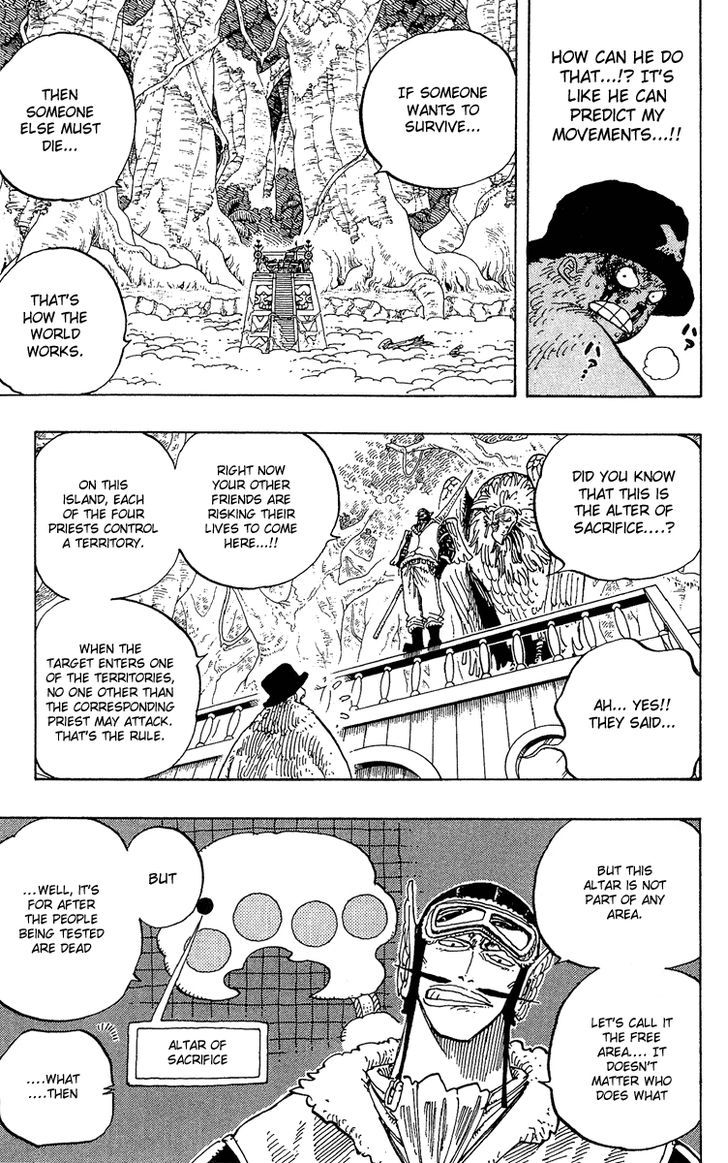 HOW CAN HE DO
THAT...!? IT'S
LIKE HE CAN
PREDICT MY
MOVEMENTS...!!
IF SOMEONE
WANTS TO
SURVIVE...
THEN
SOMEONE
ELSE MUST
DIE...
THAT'S
HOW THE
WORLD
WORKS.
DID YOU KNOW
THAT THIS IS
THE ALTER OF
SACRIFICE....?
AH... YES!!
THEY SAID...
RIGHT NOW
YOUR OTHER
FRIENDS ARE
RISKING THEIR
LIVES TO COME
HERE...!!
ON THIS
ISLAND, EACH
OF THE FOUR
PRIESTS CONTROL
A TERRITORY.
WHEN THE
TARGET ENTERS ONE
OF THE TERRITORIES,
NO ONE OTHER THAN
THE CORRESPONDING
PRIEST MAY ATTACK.
THAT'S THE RULE.
BUT THIS
ALTAR IS NOT
PART OF ANY
AREA.
LET'S CALL IT
THE FREE
AREA.... IT
DOESN'T
MATTER WHO
DOES WHAT
BUT
...WELL, IT'S
FOR AFTER
THE PEOPLE
BEING TESTED
ARE DEAD
ALTAR OF
SACRIFICE
....WHAT
....THEN